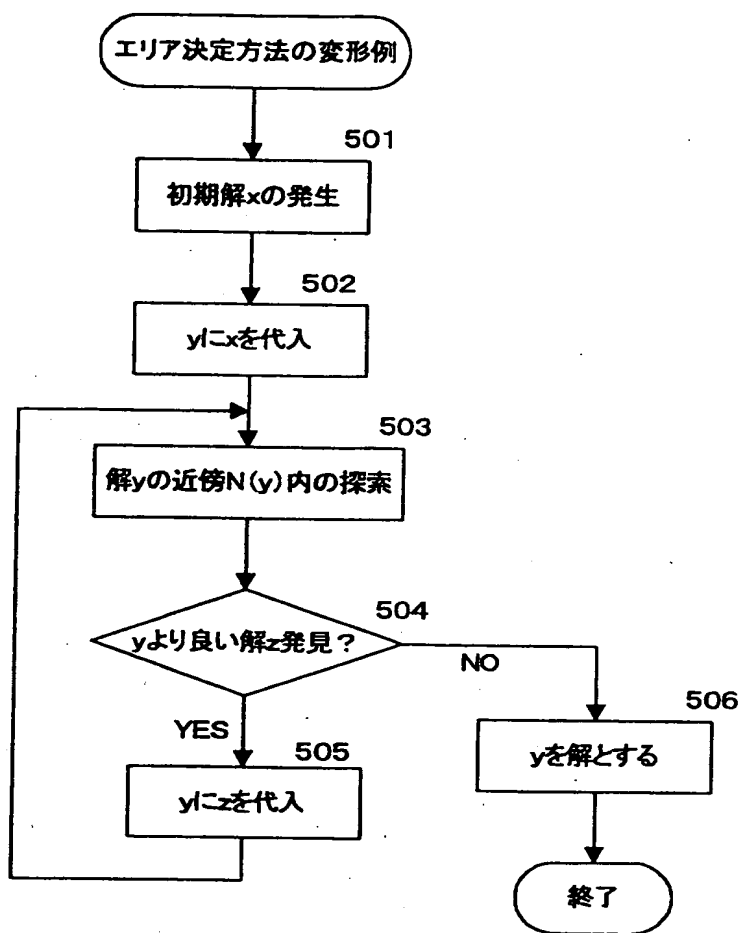 エリア決定方法の変形例
501
初期解xの発生
502
yにxを代入
503
解yの近傍N(y)内の探索
504
yより良い解z発見？
NO
YES
505
yにzを代入
506
yを解とする
終了